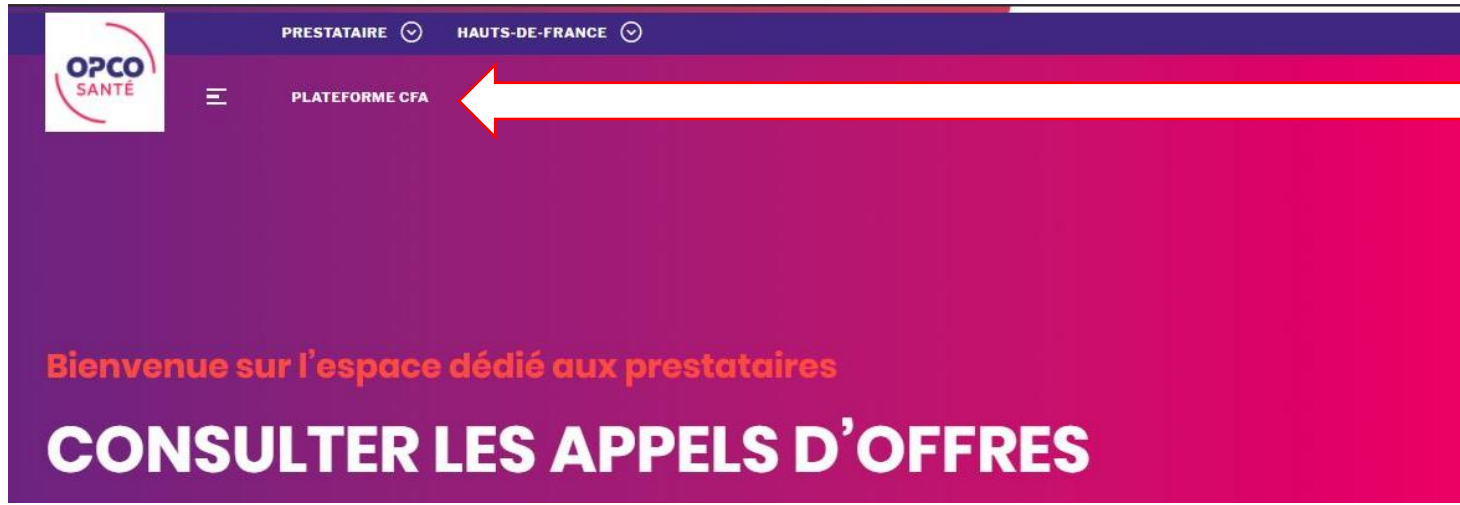 PRESTATAIRE HAUTS-DE-FRANCE
OPCO
SANTÉ
PLATEFORME CFA
Bienvenue sur l'espace dédié aux prestataires
CONSULTER LES APPELS D'OFFRES